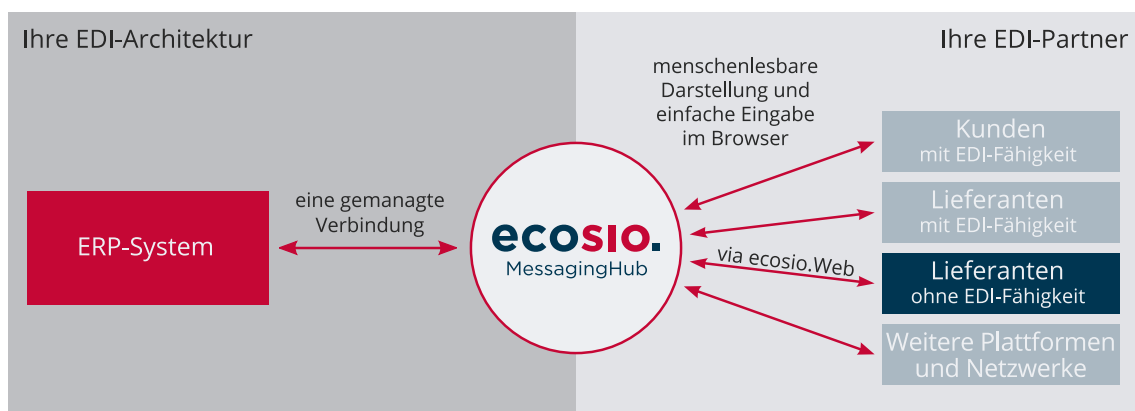 Ihre EDI-Architektur
Ihre EDI-Partner
menschenlesbare
Darstellung und
einfache Eingabe
im Browser
ERP-System
eine gemanagte
Verbindung
ecosio.
MessagingHub
via ecosio.Web
Kunden
mit EDI-Fähigkeit
Lieferanten
mit EDI-Fähigkeit
Lieferanten
ohne EDI-Fähigkeit
Weitere Plattformen
und Netzwerke